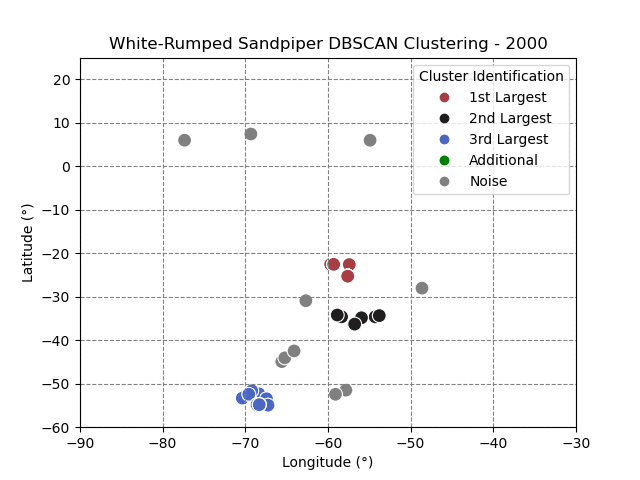 White-Rumped Sandpiper DBSCAN Clustering - 2000
Cluster Identification
1st Largest
2nd Largest
3rd Largest
Additional
Noise
Latitude (°)
20
10
0
−10
−20
−30
−40
−50
−60
−90
−80
−70
−60
−50
−40
−30
Longitude (°)